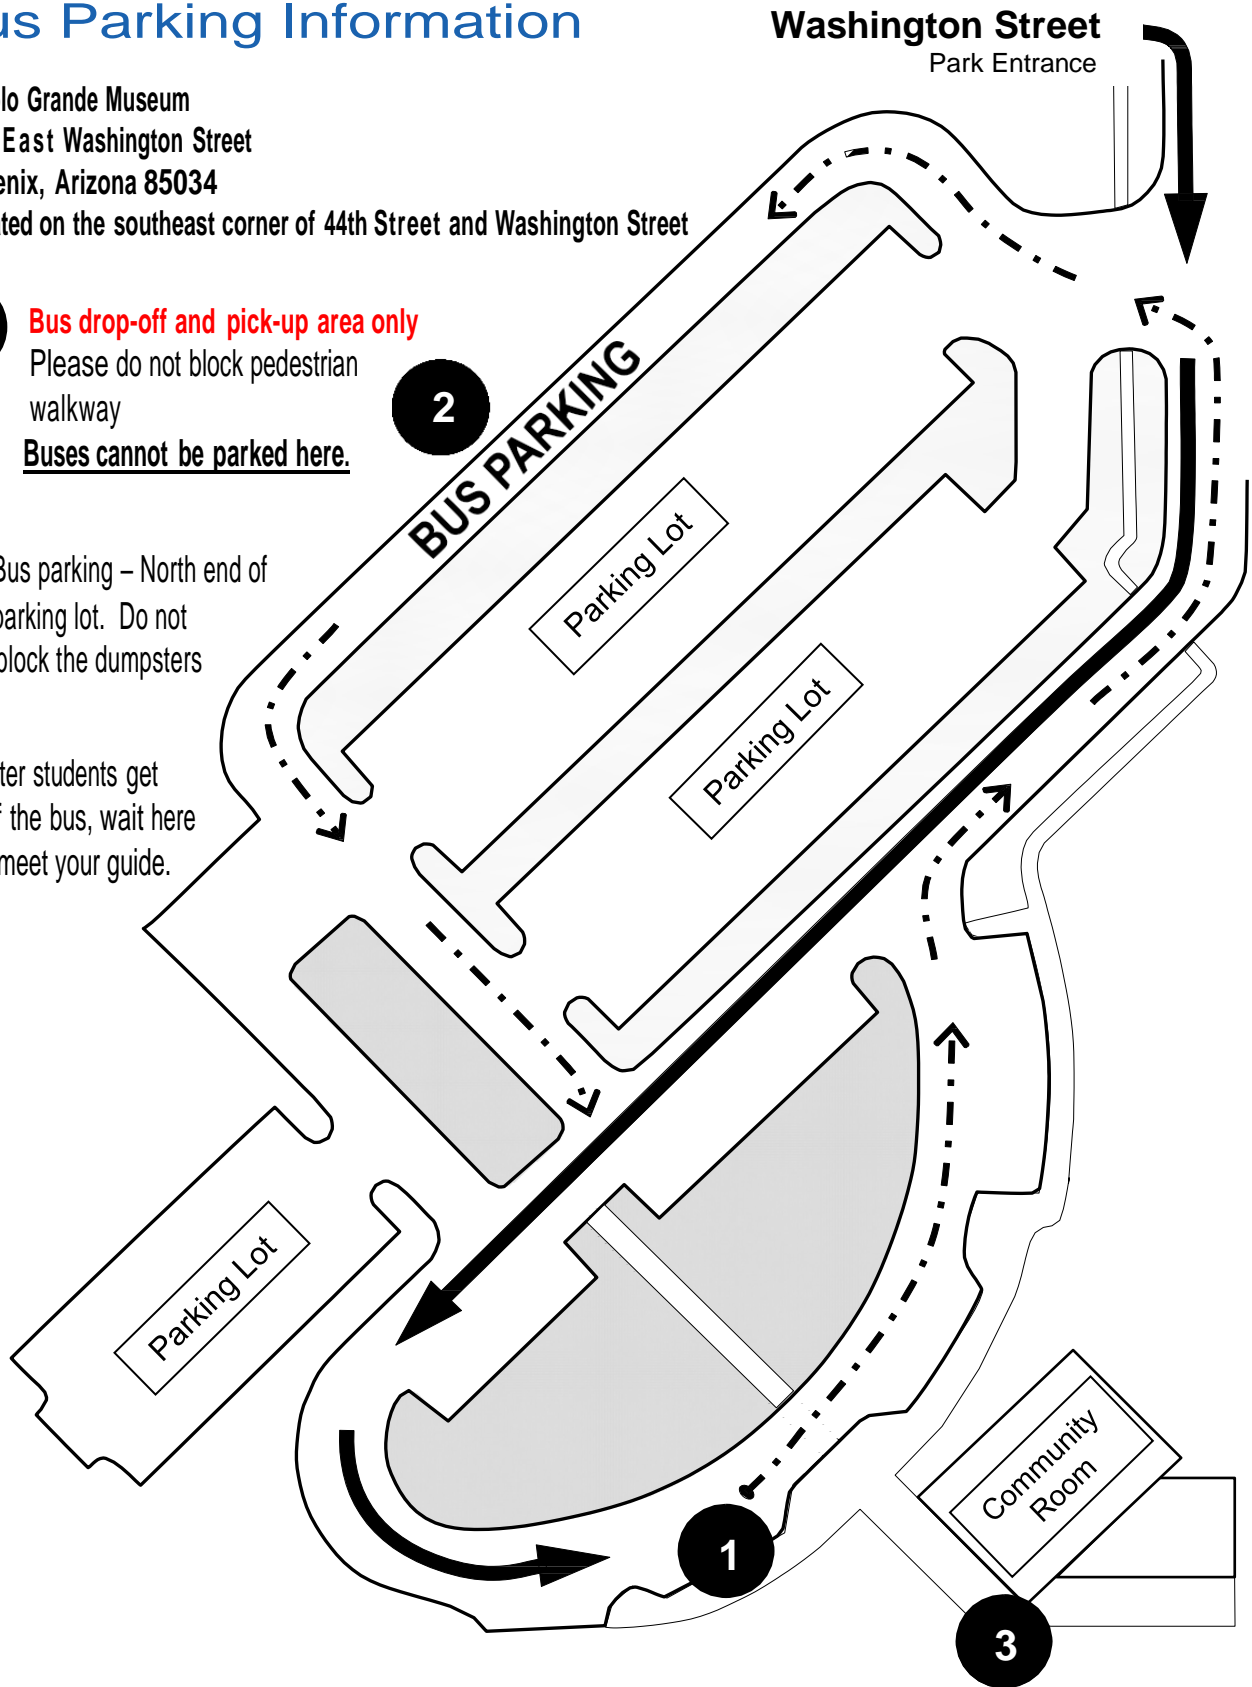 us Parking Information
Washington Street
Park Entrance
lo Grande Museum
East Washington Street
enix, Arizona 85034
ted on the southeast corner of 44th Street and Washington Street
Bus drop-off and pick-up area only
Please do not block pedestrian
walkway
Buses cannot be parked here.
2
BUS PARKING
Bus parking – North end of
parking lot. Do not
block the dumpsters
ter students get
f the bus, wait here
meet your guide.
Parking Lot
Parking Lot
Parking Lot
Community
Room
1
3